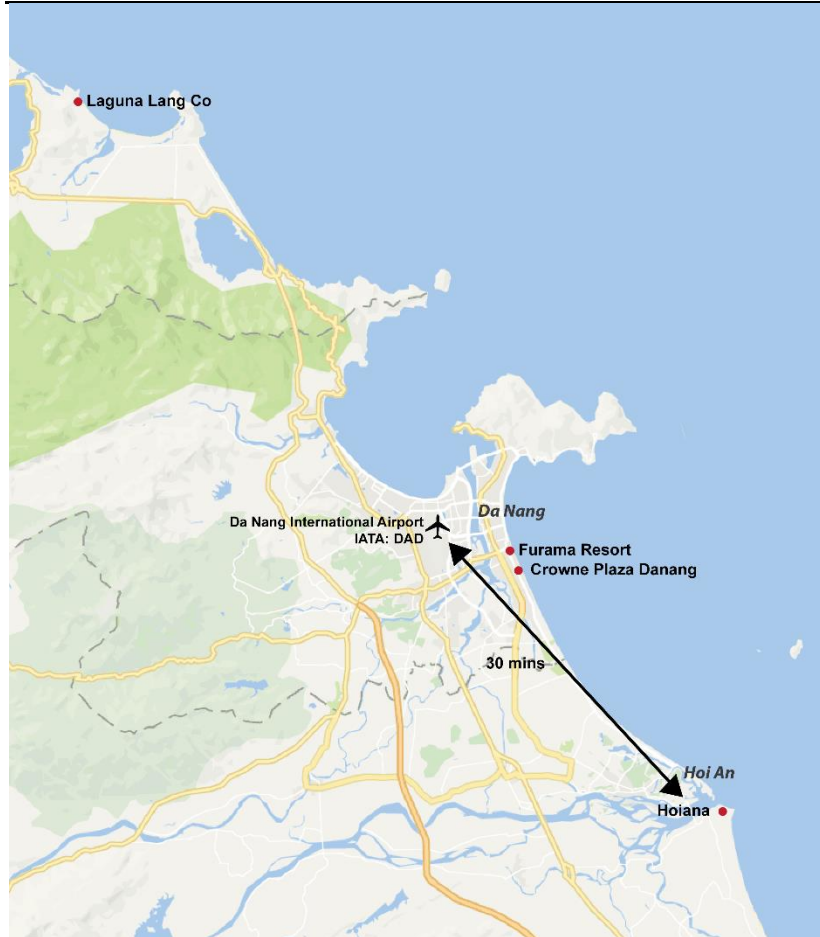 Laguna Lang Co
Da Nang
Da Nang International Airport
IATA: DAD
Furama Resort
Crowne Plaza Danang
30 mins
Hoi An
Hoiana